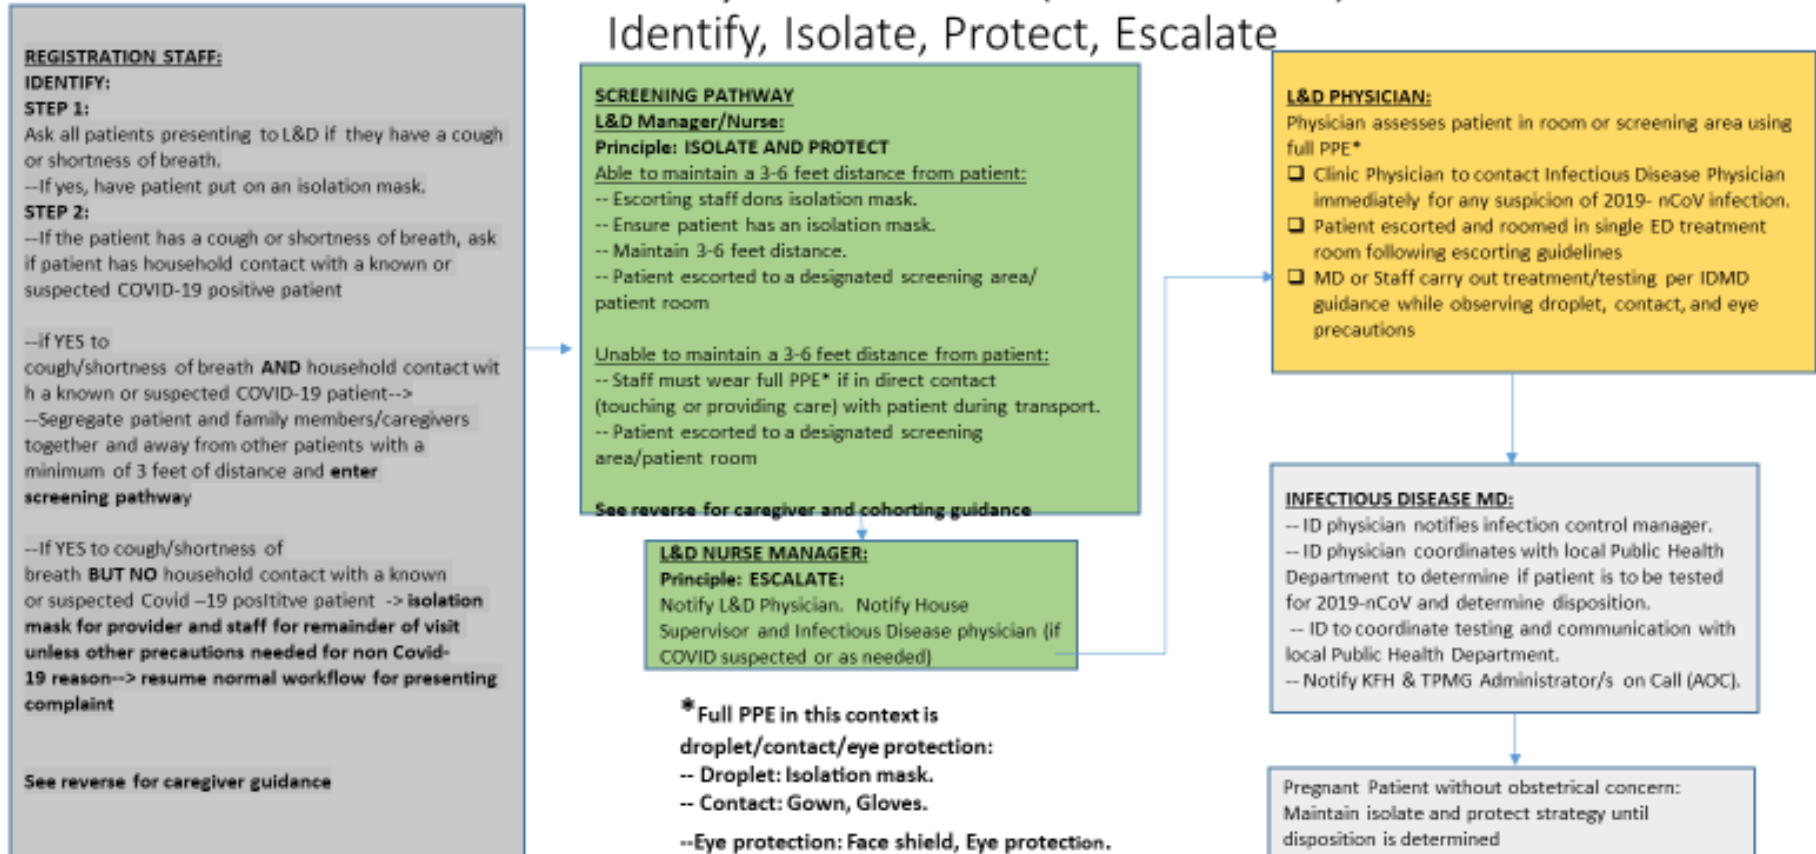 Identify, Isolate, Protect, Escalate
REGISTRATION STAFF:
IDENTIFY:
STEP 1:
Ask all patients presenting to L&D if they have a cough
or shortness of breath.
--If yes, have patient put on an isolation mask.
STEP 2:
--If the patient has a cough or shortness of breath, ask
if patient has household contact with a known or
suspected COVID-19 positive patient
--if YES to
cough/shortness of breath AND household contact wit
h a known or suspected COVID-19 patient-->
--Segregate patient and family members/caregivers
together and away from other patients with a
minimum of 3 feet of distance and enter
screening pathway
--If YES to cough/shortness of
breath BUT NO household contact with a known
or suspected Covid –19 posItitve patient -> isolation
mask for provider and staff for remainder of visit
unless other precautions needed for non Covid-
19 reason--> resume normal workflow for presenting
complaint
See reverse for caregiver guidance
SCREENING PATHWAY
L&D Manager/Nurse:
Principle: ISOLATE AND PROTECT
Able to maintain a 3-6 feet distance from patient:
-- Escorting staff dons isolation mask.
-- Ensure patient has an isolation mask.
-- Maintain 3-6 feet distance.
-- Patient escorted to a designated screening area/
patient room
Unable to maintain a 3-6 feet distance from patient:
-- Staff must wear full PPE* if in direct contact
(touching or providing care) with patient during transport.
-- Patient escorted to a designated screening
area/patient room
See reverse for caregiver and cohorting guidance
L&D NURSE MANAGER:
Principle: ESCALATE:
Notify L&D Physician. Notify House
Supervisor and Infectious Disease physician (if
COVID suspected or as needed)
*Full PPE in this context is
droplet/contact/eye protection:
-- Droplet: Isolation mask.
-- Contact: Gown, Gloves.
--Eye protection: Face shield, Eye protection.
L&D PHYSICIAN:
Physician assesses patient in room or screening area using
full PPE*
❑ Clinic Physician to contact Infectious Disease Physician
immediately for any suspicion of 2019- nCoV infection.
❑ Patient escorted and roomed in single ED treatment
room following escorting guidelines
❑ MD or Staff carry out treatment/testing per IDMD
guidance while observing droplet, contact, and eye
precautions
INFECTIOUS DISEASE MD:
-- ID physician notifies infection control manager.
-- ID physician coordinates with local Public Health
Department to determine if patient is to be tested
for 2019-nCoV and determine disposition.
-- ID to coordinate testing and communication with
local Public Health Department.
-- Notify KFH & TPMG Administrator/s on Call (AOC).
Pregnant Patient without obstetrical concern:
Maintain isolate and protect strategy until
disposition is determined